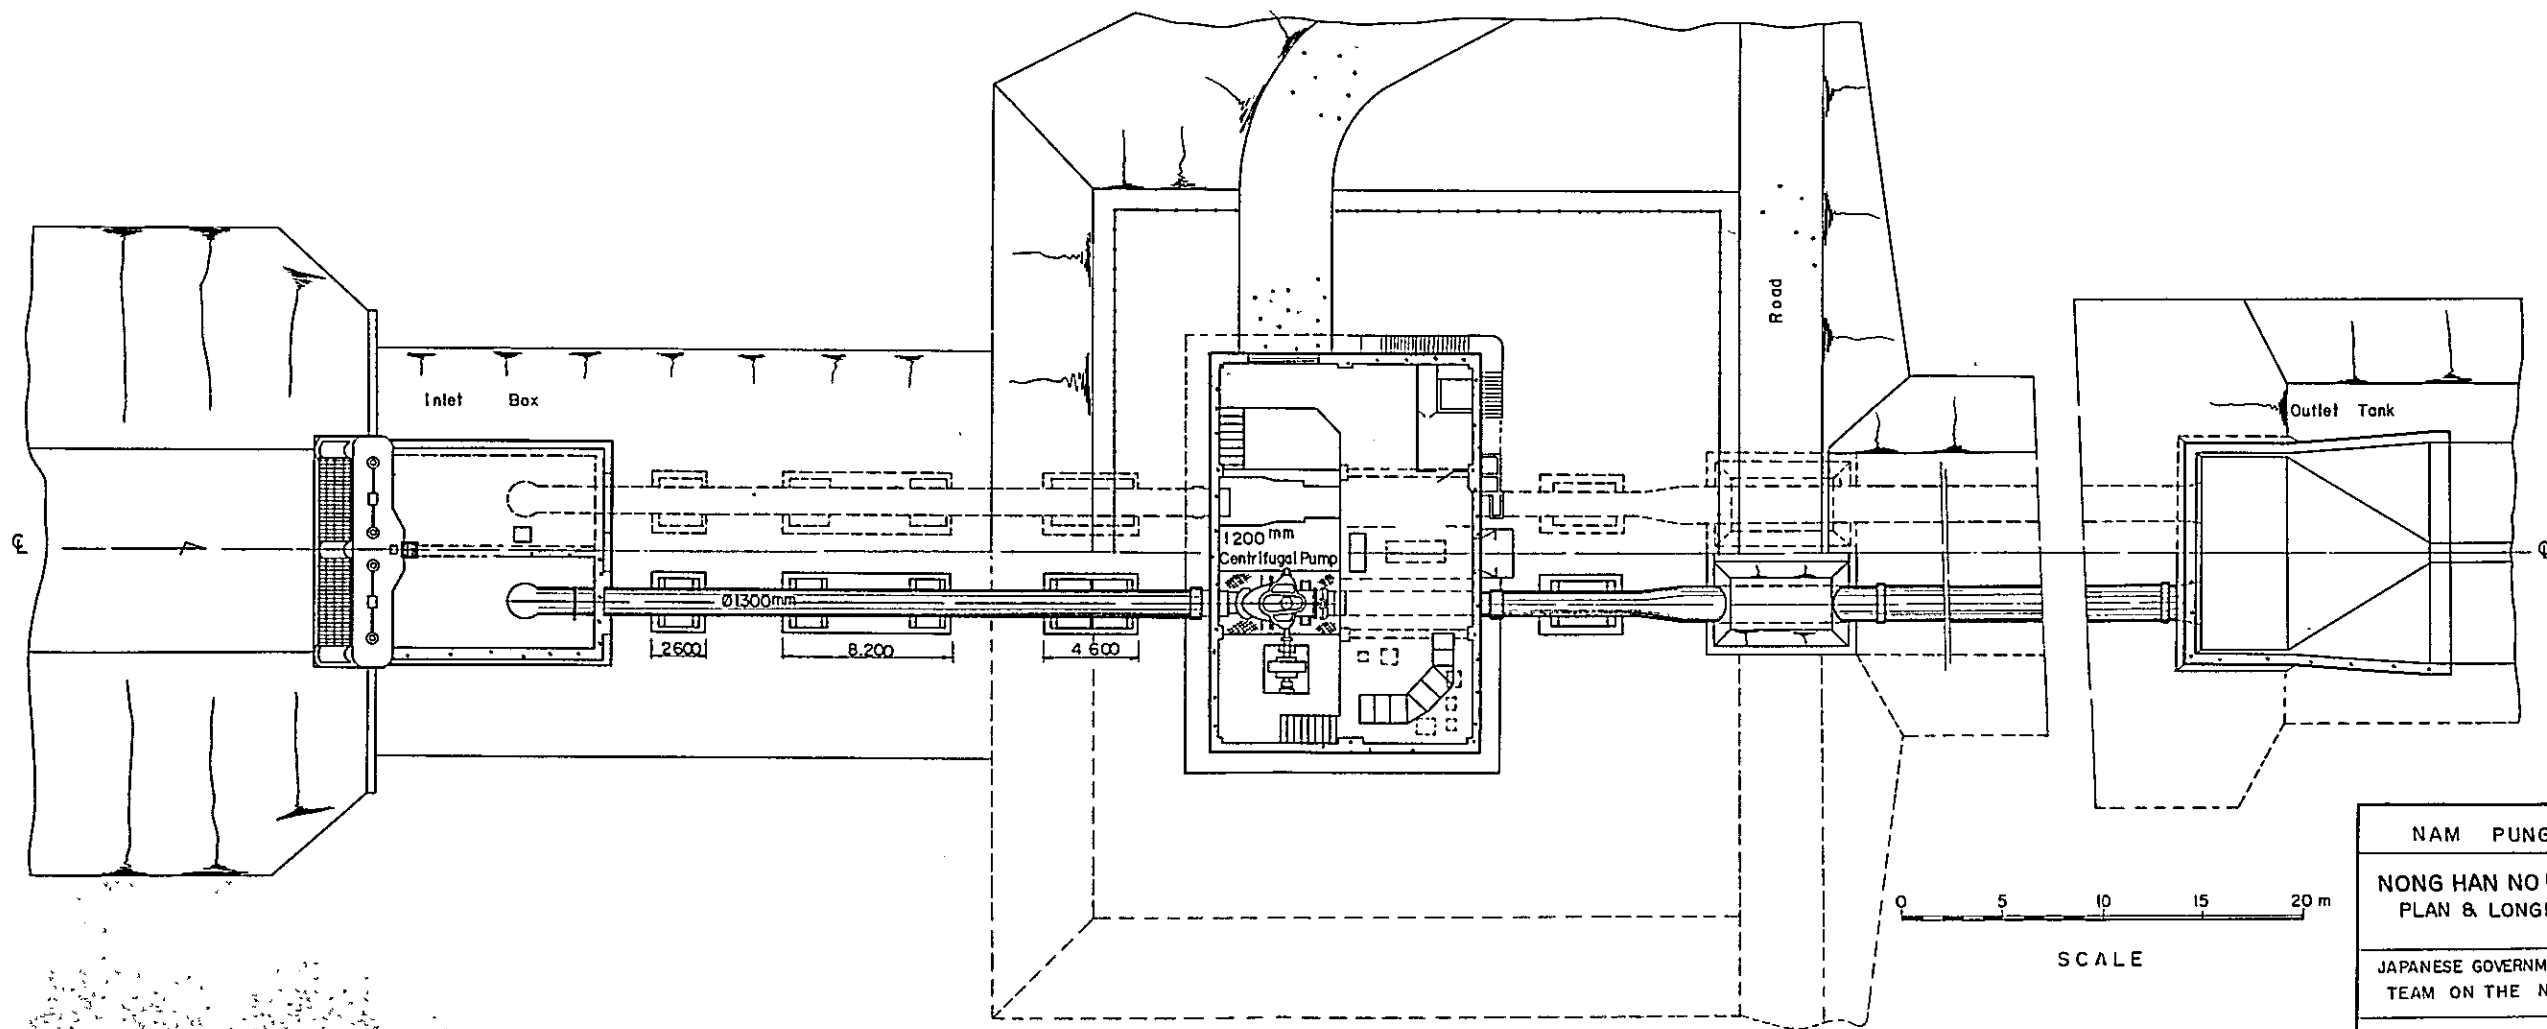 Inlet Box
Road
Outlet Tank
℄
1200 mm
Centrifugal Pump
Ø1300mm
2600
8.200
4 600
℄
0 5 10 15 20 m
SCALE
NAM PUNG
NONG HAN NO
PLAN & LONG
JAPANESE GOVERNM
TEAM ON THE N